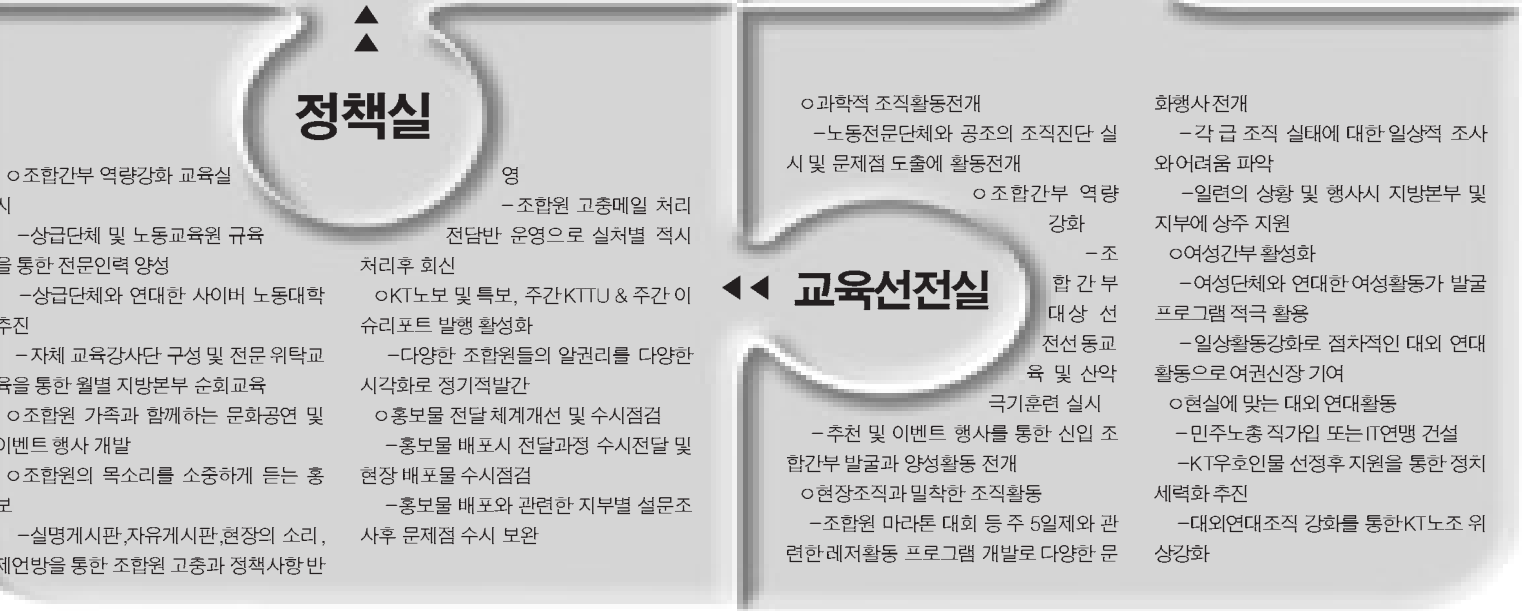 정책실
ㅇ조합간부 역량강화 교육실
시
-상급단체 및 노동교육원 규육
을 통한 전문인력 양성
-상급단체와 연대한 사이버 노동대학
추진
-자체 교육강사단 구성 및 전문 위탁교
육을 통한 월별 지방본부 순회교육
ㅇ조합원 가족과 함께하는 문화공연 및
이벤트 행사 개발
ㅇ조합원의 목소리를 소중하게 듣는 홍
보
-실명게시판,자유게시판,현장의 소리,
제언방을 통한 조합원 고충과 정책사항 반
영
-조합원 고충메일 처리
전담반 운영으로 실처별 적시
처리후 회신
ㅇKT노보 및 특보, 주간KTTU & 주간 이
슈리포트 발행 활성화
-다양한 조합원들의 알권리를 다양한
시각화로 정기적발간
ㅇ홍보물 전달 체계개선 및 수시점검
-홍보물 배포시 전달과정 수시전달 및
현장 배포물 수시점검
-홍보물 배포와 관련한 지부별 설문조
사후 문제점 수시 보완
교육선전실
ㅇ과학적 조직활동전개
-노동전문단체와 공조의 조직진단 실
시 및 문제점 도출에 활동전개
ㅇ조합간부 역량
강화
-조
합간부
대상 선
전선동교
육 및 산악
극기훈련 실시
-추천 및 이벤트 행사를 통한 신입 조
합간부 발굴과 양성활동 전개
ㅇ현장조직과 밀착한 조직활동
-조합원 마라톤 대회 등 주 5일제와 관
련한 레저활동 프로그램 개발로 다양한 문
화행사 전개
-각 급 조직 실태에 대한 일상적 조사
와 어려움 파악
-일련의 상황 및 행사시 지방본부 및
지부에 상주 지원
ㅇ여성간부 활성화
-여성단체와 연대한 여성활동가 발굴
프로그램 적극 활용
-일상활동강화로 점차적인 대외 연대
활동으로 여권신장 기여
ㅇ현실에 맞는 대외 연대활동
-민주노총 직가입 또는 IT연맹 건설
-KT우호인물 선정후 지원을 통한 정치
세력화 추진
-대외연대조직 강화를 통한 KT노조 위
상강화